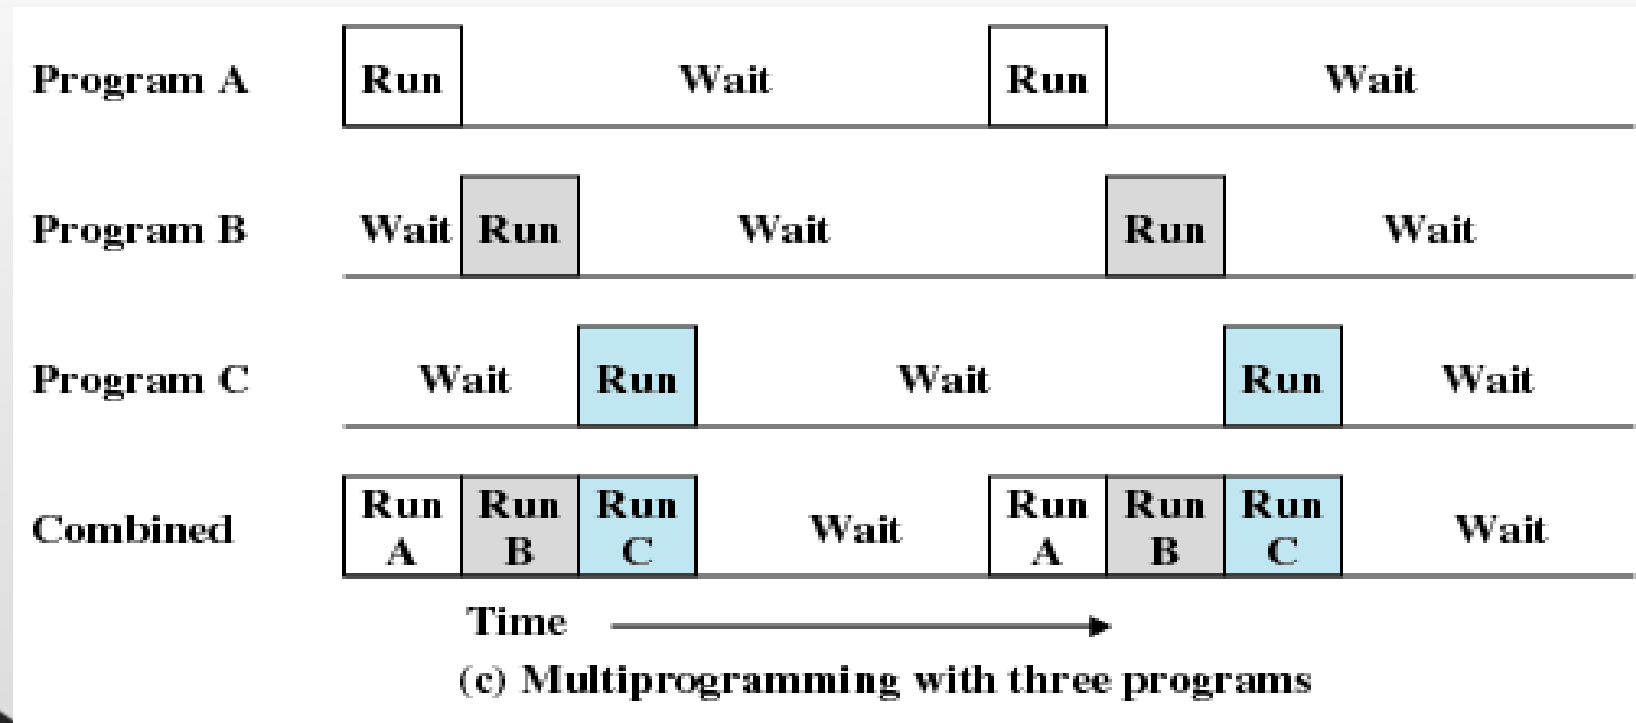 Program A Run Wait Run Wait
Program B Wait Run Wait Run Wait
Program C Wait Run Wait Run Wait
Combined Run A Run B Run C Wait Run A Run B Run C Wait
Time
(c) Multiprogramming with three programs